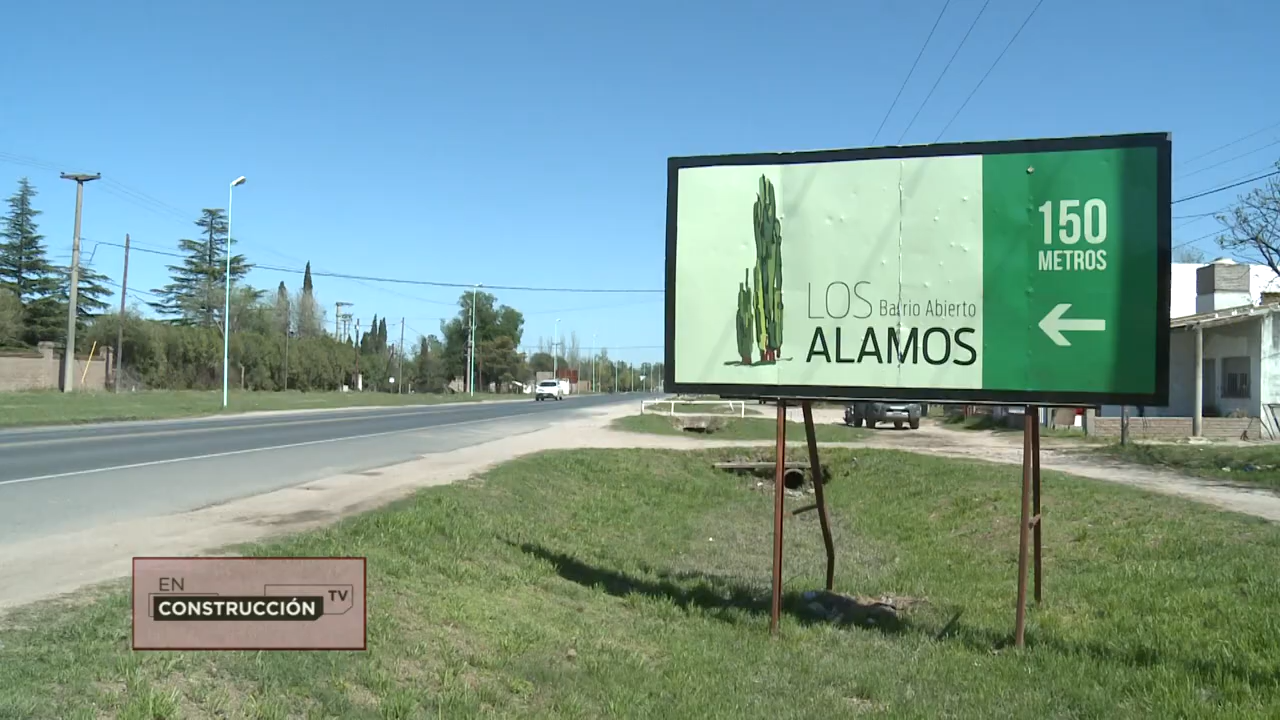 150
METROS
LOS Barrio Abierto
ALAMOS
EN
CONSTRUCCIÓN TV